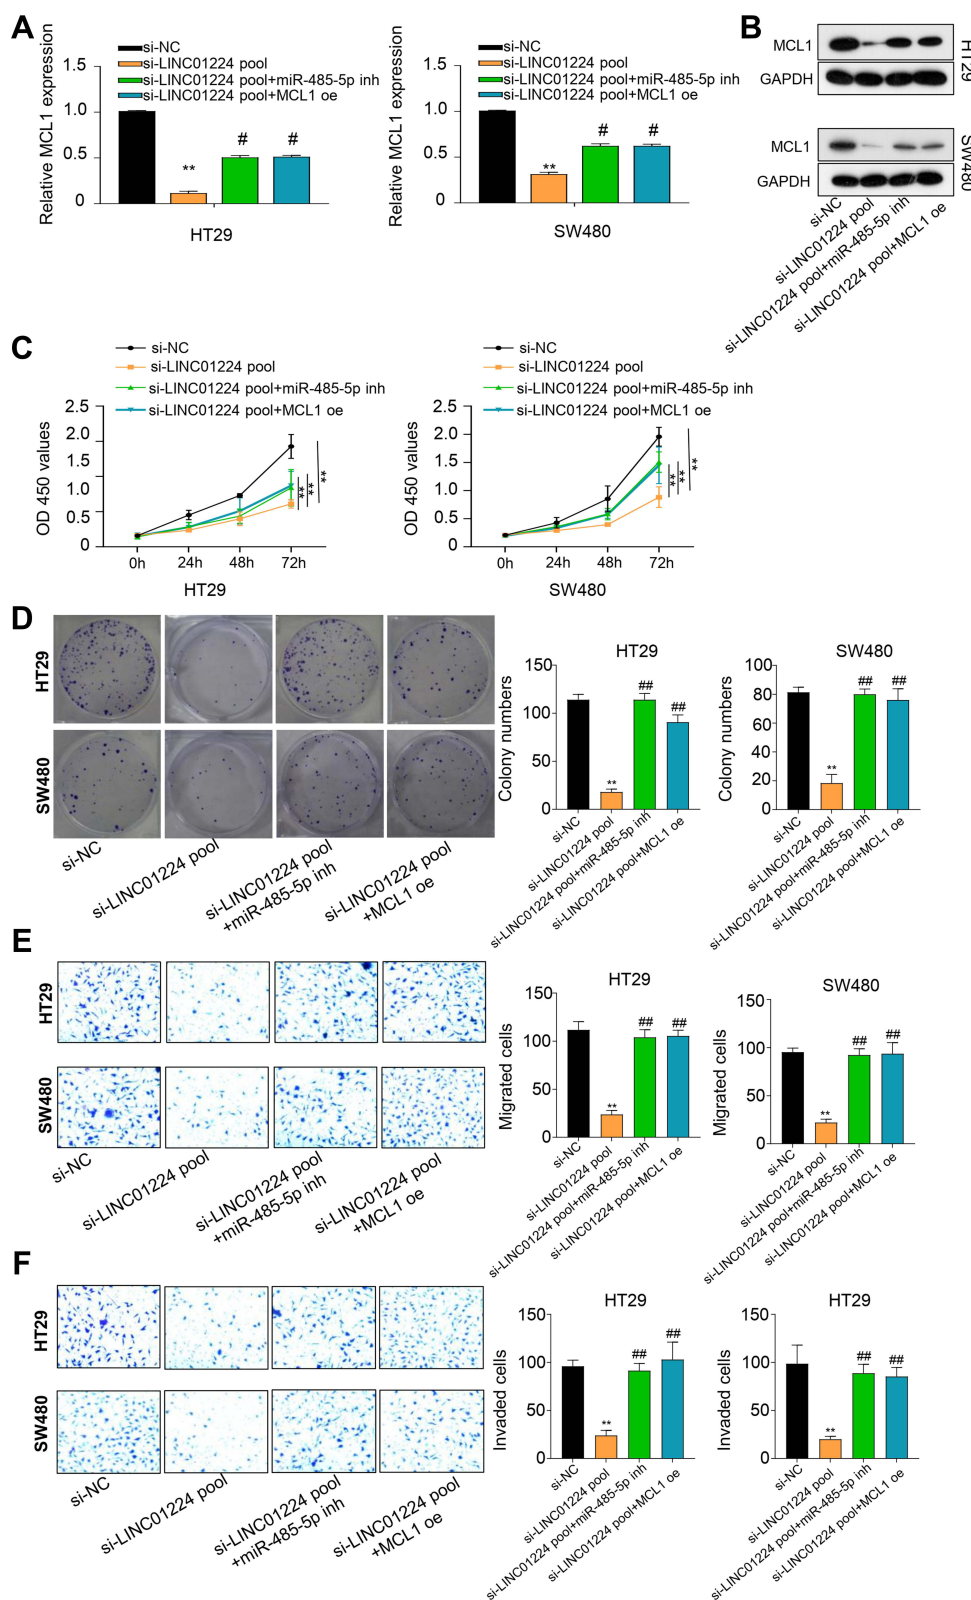 A
si-NC
si-LINC01224 pool
si-LINC01224 pool+miR-485-5p inh
si-LINC01224 pool+MCL1 oe
Relative MCL1 expression
1.5
1.0
0.5
0
**
#
#
HT29
si-NC
si-LINC01224 pool
si-LINC01224 pool+miR-485-5p inh
si-LINC01224 pool+MCL1 oe
Relative MCL1 expression
1.5
1.0
0.5
0
**
#
#
SW480
B
MCL1
GAPDH
HT29
MCL1
GAPDH
SW480
si-NC
si-LINC01224 pool
si-LINC01224 pool+miR-485-5p inh
si-LINC01224 pool+MCL1 oe
C
si-NC
si-LINC01224 pool
si-LINC01224 pool+miR-485-5p inh
si-LINC01224 pool+MCL1 oe
OD 450 values
2.5
2.0
1.0
0.5
0
0h 24h 48h 72h
**
**
**
HT29
si-NC
si-LINC01224 pool
si-LINC01224 pool+miR-485-5p inh
si-LINC01224 pool+MCL1 oe
OD 450 values
2.5
2.0
1.0
0.5
0
0h 24h 48h 72h
**
**
**
SW480
D
HT29
SW480
si-NC
si-LINC01224 pool
si-LINC01224 pool
+miR-485-5p inh
si-LINC01224 pool
+MCL1 oe
HT29
Colony numbers
150
100
50
0
**
##
##
si-NC
si-LINC01224 pool
si-LINC01224 pool+miR-485-5p inh
si-LINC01224 pool+MCL1 oe
SW480
Colony numbers
100
80
60
40
20
0
**
##
##
si-NC
si-LINC01224 pool
si-LINC01224 pool+miR-485-5p inh
si-LINC01224 pool+MCL1 oe
E
HT29
SW480
si-NC
si-LINC01224 pool
si-LINC01224 pool
+miR-485-5p inh
si-LINC01224 pool
+MCL1 oe
HT29
Migrated cells
150
100
50
0
**
##
##
si-NC
si-LINC01224 pool
si-LINC01224 pool+miR-485-5p inh
si-LINC01224 pool+MCL1 oe
SW480
Migrated cells
150
100
50
0
**
##
##
si-NC
si-LINC01224 pool
si-LINC01224 pool+miR-485-5p inh
si-LINC01224 pool+MCL1 oe
F
HT29
SW480
si-NC
si-LINC01224 pool
si-LINC01224 pool
+miR-485-5p inh
si-LINC01224 pool
+MCL1 oe
HT29
Invaded cells
150
100
50
0
**
##
##
si-NC
si-LINC01224 pool
si-LINC01224 pool+miR-485-5p inh
si-LINC01224 pool+MCL1 oe
HT29
Invaded cells
150
100
50
0
**
##
##
si-NC
si-LINC01224 pool
si-LINC01224 pool+miR-485-5p inh
si-LINC01224 pool+MCL1 oe